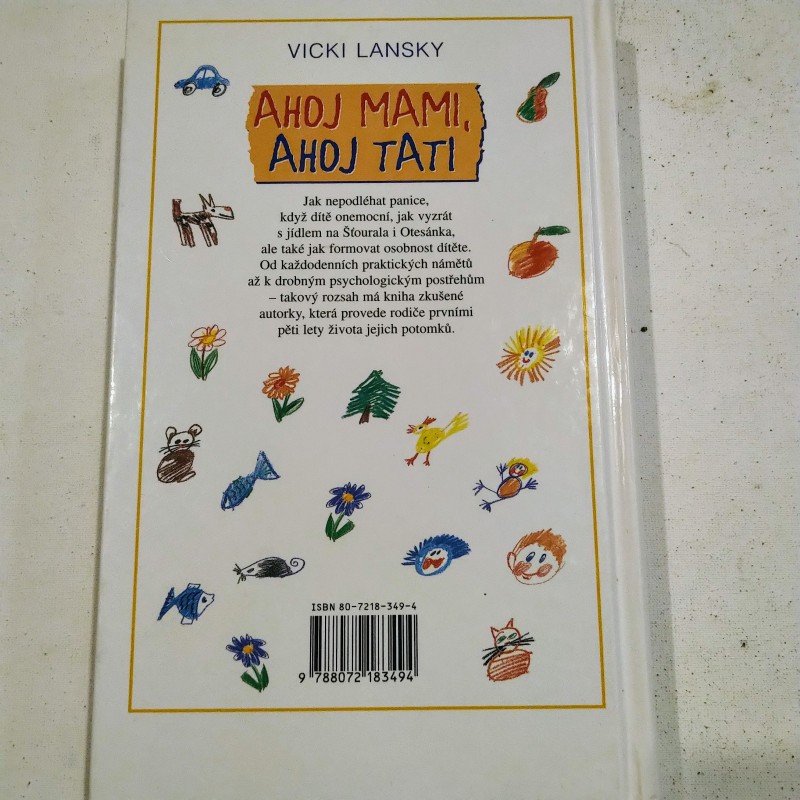 VICKI LANSKY
AHOJ MAMI,
AHOJ TATI
Jak nepodléhat panice,
když dítě onemocní, jak vyzrát
s jídlem na Šťourala i Otesánka,
ale také jak formovat osobnost dítěte.
Od každodenních praktických námětů
až k drobným psychologickým postřehům
– takový rozsah má kniha zkušené
autorky, která provede rodiče prvními
pěti lety života jejich potomků.
ISBN 80-7218-349-4
9 788072 183494